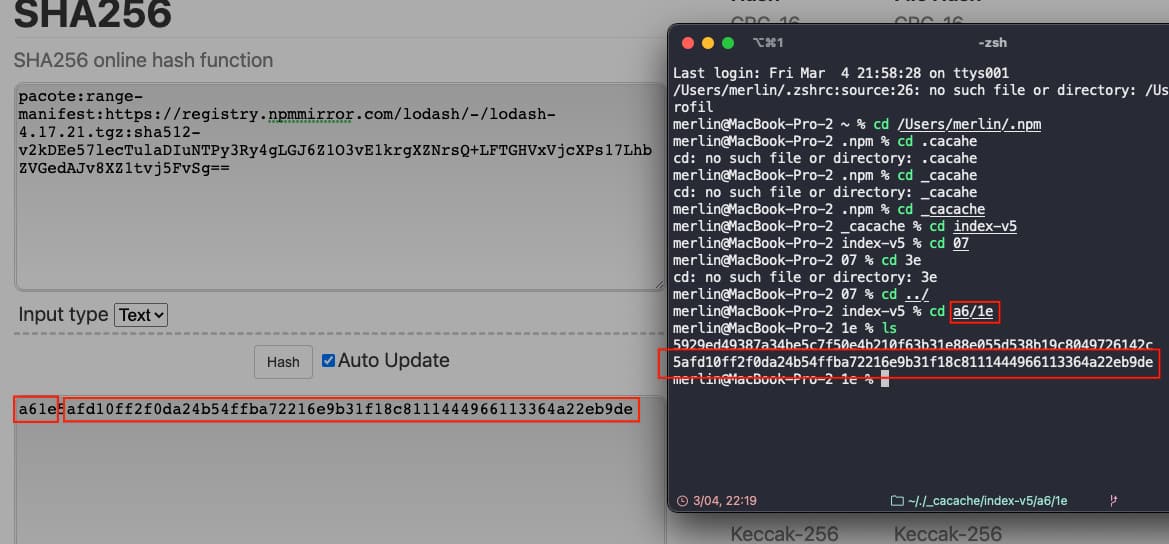 SHA256
SHA256 online hash function
pacote:range-
manifest:https://registry.npmmirror.com/lodash/-/lodash-
4.17.21.tgz:sha512-
v2kDEe57lecTulaDIuNTPy3Ry4gLGJ6Z1O3vE1krgXZNrsQ+LFTGHVxVjcXPs17Lhb
ZVGedAJv8XZ1tvj5FvSg==
Input type Text
Hash Auto Update
a61e5afd10ff2f0da24b54ffba72216e9b31f18c8111444966113364a22eb9de
CRC-16
CRC-16
⌥⌘1
-zsh
Last login: Fri Mar 4 21:58:28 on ttys001
/Users/merlin/.zshrc:source:26: no such file or directory: /Us
rofil
merlin@MacBook-Pro-2 ~ % cd /Users/merlin/.npm
merlin@MacBook-Pro-2 .npm % cd .cacahe
cd: no such file or directory: .cacahe
merlin@MacBook-Pro-2 .npm % cd _cacahe
cd: no such file or directory: _cacahe
merlin@MacBook-Pro-2 .npm % cd _cacache
merlin@MacBook-Pro-2 _cacache % cd index-v5
merlin@MacBook-Pro-2 index-v5 % cd 07
merlin@MacBook-Pro-2 07 % cd 3e
cd: no such file or directory: 3e
merlin@MacBook-Pro-2 07 % cd ../
merlin@MacBook-Pro-2 index-v5 % cd a6/1e
merlin@MacBook-Pro-2 1e % ls
5929ed49387a34be5c7f50e4b210f63b31e88e055d538b19c8049726142c
5afd10ff2f0da24b54ffba72216e9b31f18c8111444966113364a22eb9de
merlin@MacBook-Pro-2 1e %
3/04, 22:19
~/./_cacache/index-v5/a6/1e
Keccak-256
Keccak-256